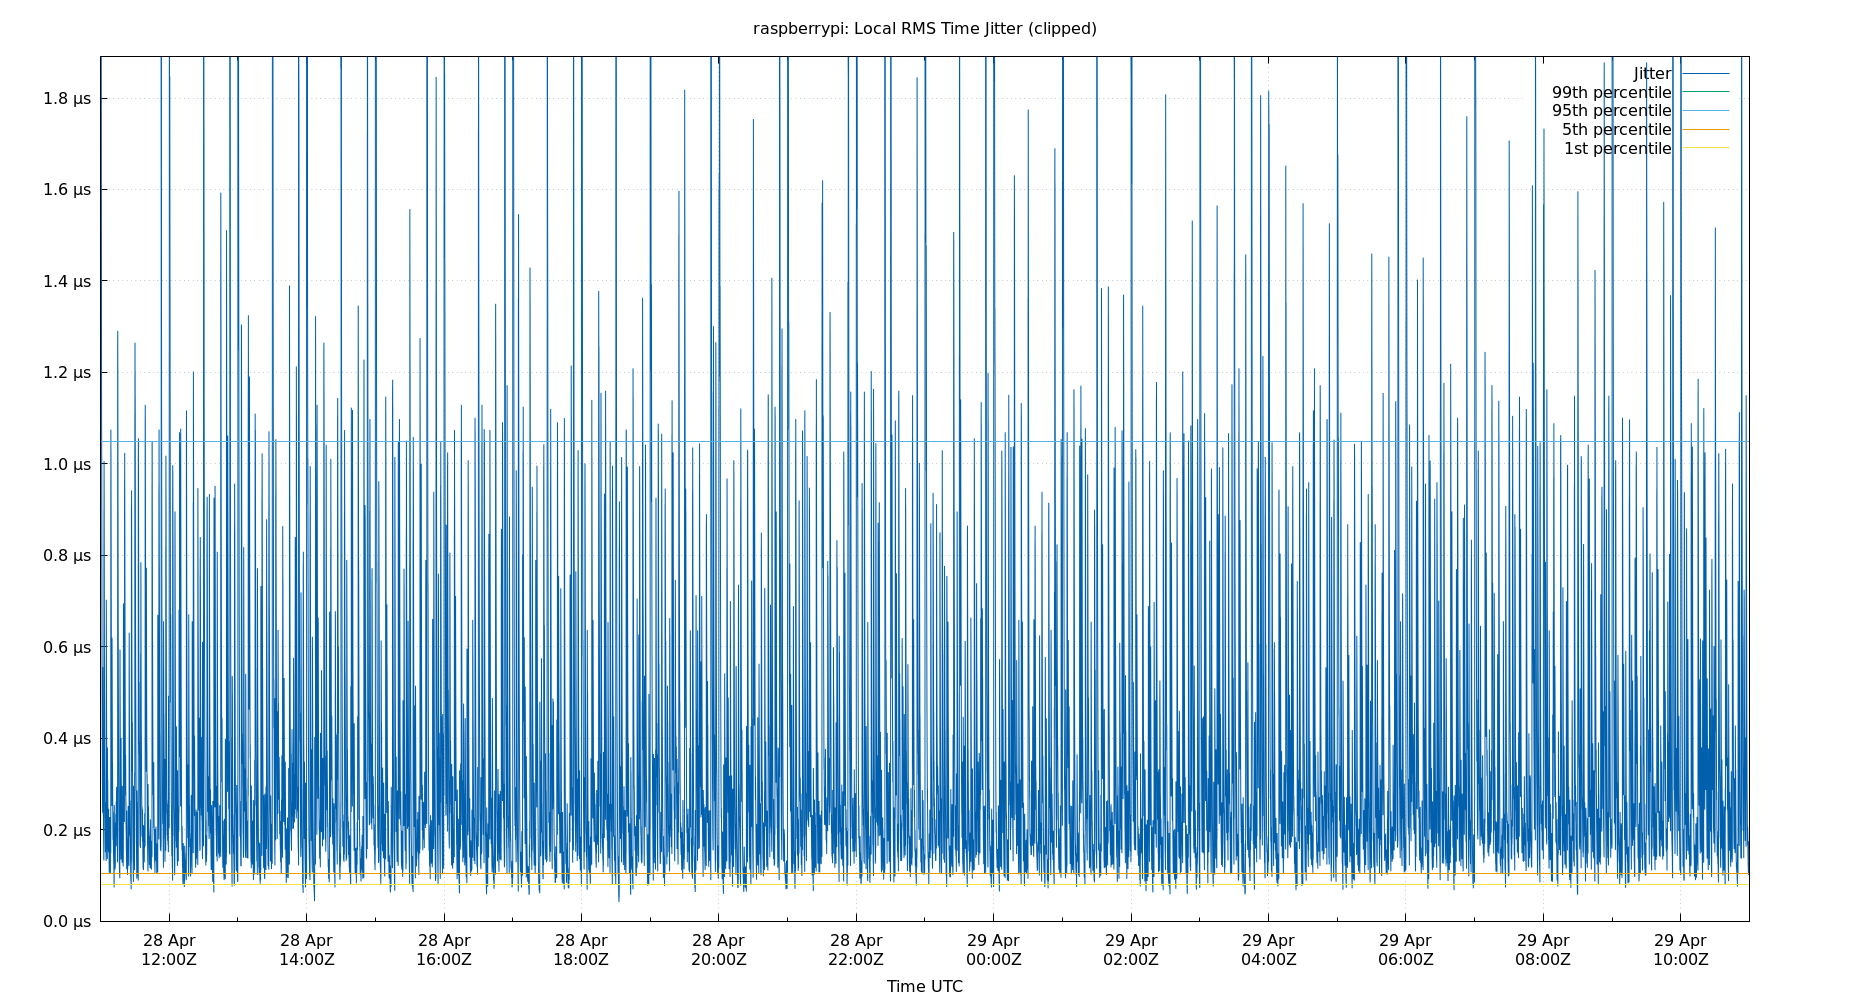 raspberrypi: Local RMS Time Jitter (clipped)
Jitter
99th percentile
95th percentile
5th percentile
1st percentile
1.8 µs
1.6 µs
1.4 µs
1.2 µs
1.0 µs
0.8 µs
0.6 µs
0.4 µs
0.2 µs
0.0 µs
28 Apr 28 Apr 28 Apr 28 Apr 28 Apr 28 Apr 29 Apr 29 Apr 29 Apr 29 Apr 29 Apr 29 Apr
12:00Z 14:00Z 16:00Z 18:00Z 20:00Z 22:00Z 00:00Z 02:00Z 04:00Z 06:00Z 08:00Z 10:00Z
Time UTC